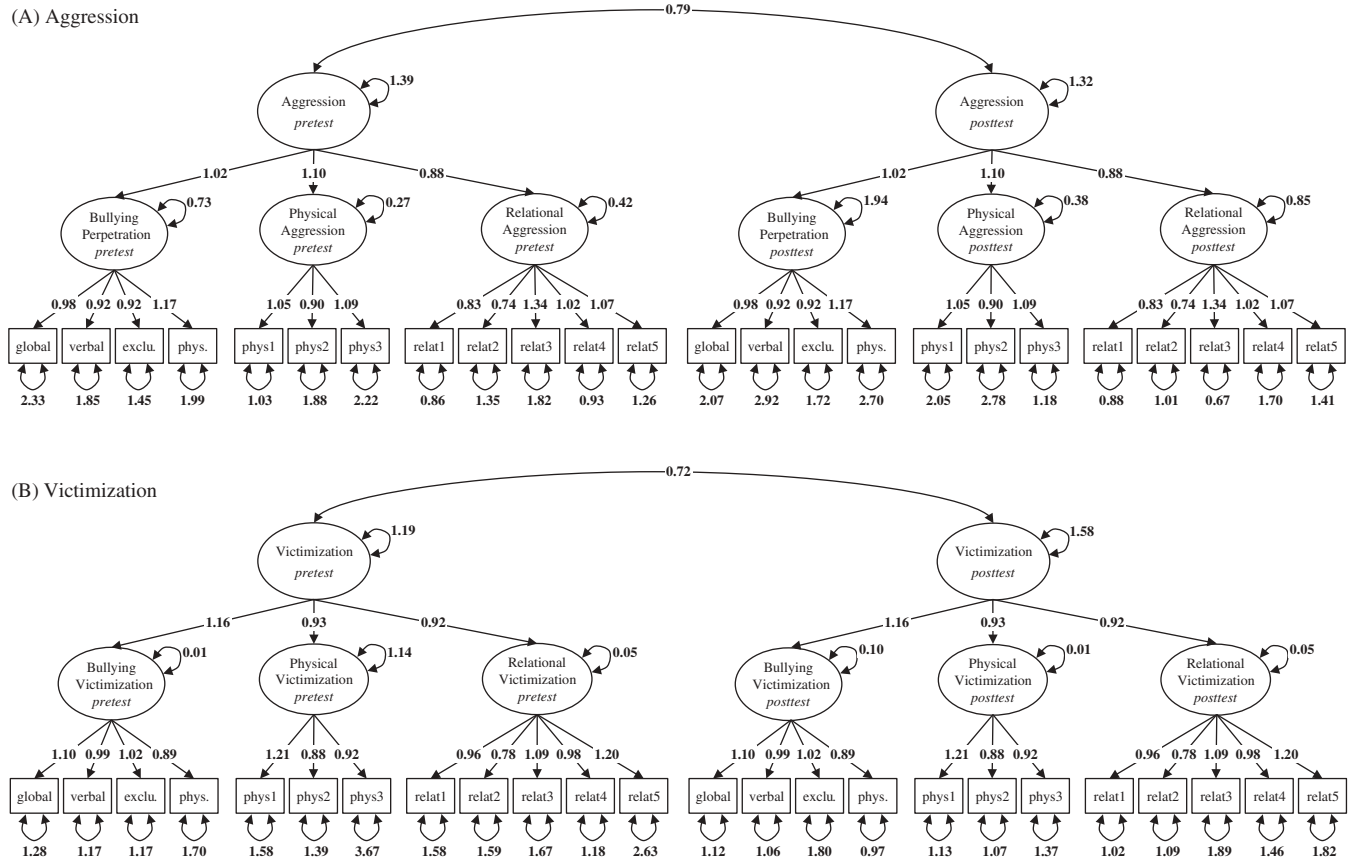 (A) Aggression
0.79
1.39
1.32
Aggression
pretest
Aggression
posttest
1.02 1.10 0.88 1.02 1.10 0.88
0.73 0.27 0.42 1.94 0.38 0.85
Bullying
Perpetration
pretest
Physical
Aggression
pretest
Relational
Aggression
pretest
Bullying
Perpetration
posttest
Physical
Aggression
posttest
Relational
Aggression
posttest
0.98 0.92 0.92 1.17 1.05 0.90 1.09 0.83 0.74 1.34 1.02 1.07 0.98 0.92 0.92 1.17 1.05 0.90 1.09 0.83 0.74 1.34 1.02 1.07
global verbal exclu. phys. phys1 phys2 phys3 relat1 relat2 relat3 relat4 relat5 global verbal exclu. phys. phys1 phys2 phys3 relat1 relat2 relat3 relat4 relat5
2.33 1.85 1.45 1.99 1.03 1.88 2.22 0.86 1.35 1.82 0.93 1.26 2.07 2.92 1.72 2.70 2.05 2.78 1.18 0.88 1.01 0.67 1.70 1.41
(B) Victimization
0.72
1.19
1.58
Victimization
pretest
Victimization
posttest
1.16 0.93 0.92 1.16 0.93 0.92
0.01 1.14 0.05 0.10 0.01 0.05
Bullying
Victimization
pretest
Physical
Victimization
pretest
Relational
Victimization
pretest
Bullying
Victimization
posttest
Physical
Victimization
posttest
Relational
Victimization
posttest
1.10 0.99 1.02 0.89 1.21 0.88 0.92 0.96 0.78 1.09 0.98 1.20 1.10 0.99 1.02 0.89 1.21 0.88 0.92 0.96 0.78 1.09 0.98 1.20
global verbal exclu. phys. phys1 phys2 phys3 relat1 relat2 relat3 relat4 relat5 global verbal exclu. phys. phys1 phys2 phys3 relat1 relat2 relat3 relat4 relat5
1.28 1.17 1.17 1.70 1.58 1.39 3.67 1.58 1.59 1.67 1.18 2.63 1.12 1.06 1.80 0.97 1.13 1.07 1.37 1.02 1.09 1.89 1.46 1.82